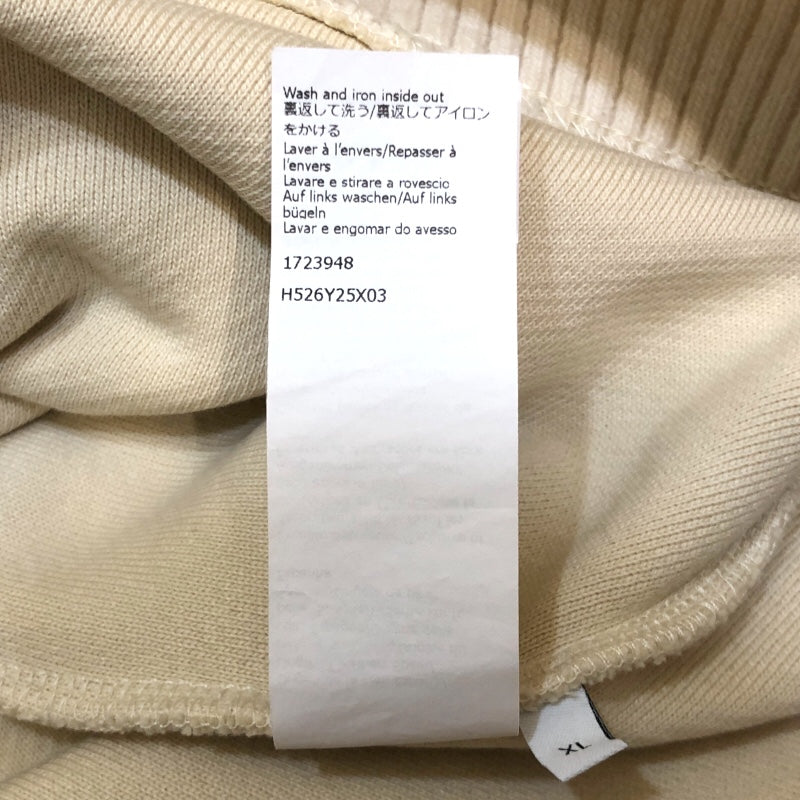 Wash and iron inside out
裏返して洗う/裏返してアイロン
をかける
Laver à l'envers/Repasser à
l'envers
Lavare e stirare a rovescio
Auf links waschen/Auf links
bügeln
Lavar e engomar do avesso
1723948
H526Y25X03
XL